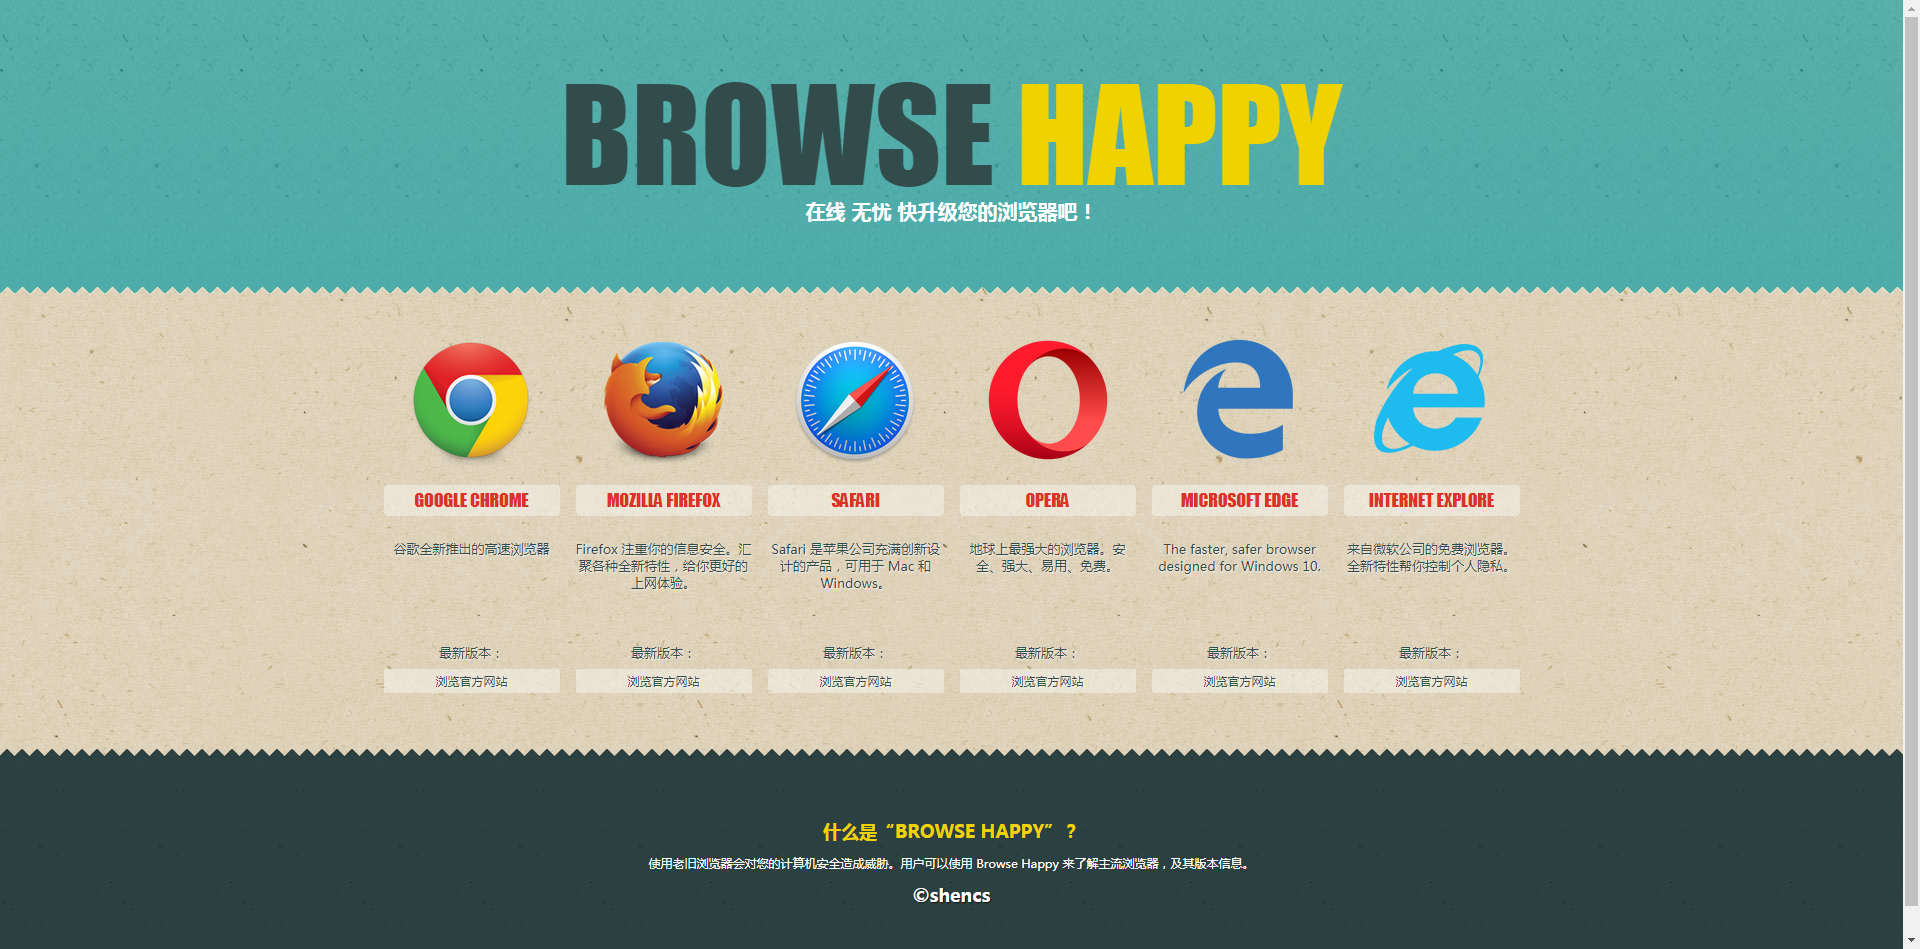 BROWSE HAPPY
在线 无忧 快升级您的浏览器吧！
GOOGLE CHROME
谷歌全新推出的高速浏览器
最新版本：
浏览官方网站
MOZILLA FIREFOX
Firefox 注重你的信息安全。汇
聚各种全新特性，给你更好的
上网体验。
最新版本：
浏览官方网站
SAFARI
Safari 是苹果公司充满创新设
计的产品，可用于 Mac 和
Windows。
最新版本：
浏览官方网站
OPERA
地球上最强大的浏览器。安
全、强大、易用、免费。
最新版本：
浏览官方网站
MICROSOFT EDGE
The faster, safer browser
designed for Windows 10.
最新版本：
浏览官方网站
INTERNET EXPLORE
来自微软公司的免费浏览器。
全新特性帮你控制个人隐私。
最新版本：
浏览官方网站
什么是“BROWSE HAPPY”？
使用老旧浏览器会对您的计算机安全造成威胁。用户可以使用 Browse Happy 来了解主流浏览器，及其版本信息。
©shencs